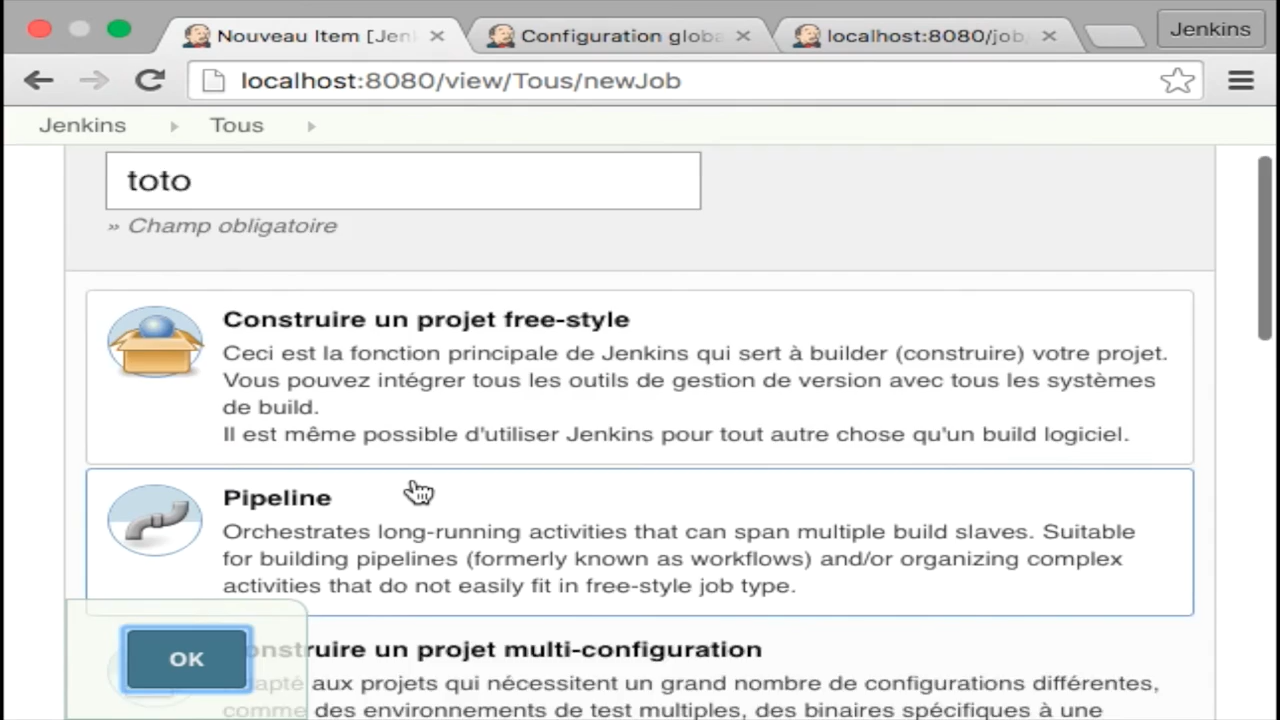 Nouveau Item [Jen
Configuration globa
localhost:8080/job
Jenkins
localhost:8080/view/Tous/newJob
Jenkins
Tous
toto
» Champ obligatoire
Construire un projet free-style
Ceci est la fonction principale de Jenkins qui sert à builder (construire) votre projet.
Vous pouvez intégrer tous les outils de gestion de version avec tous les systèmes
de build.
Il est même possible d'utiliser Jenkins pour tout autre chose qu'un build logiciel.
Pipeline
Orchestrates long-running activities that can span multiple build slaves. Suitable
for building pipelines (formerly known as workflows) and/or organizing complex
activities that do not easily fit in free-style job type.
OK
onstruire un projet multi-configuration
apté aux projets qui nécessitent un grand nombre de configurations différentes,
comme des environnements de test multiples, des binaires spécifiques à une